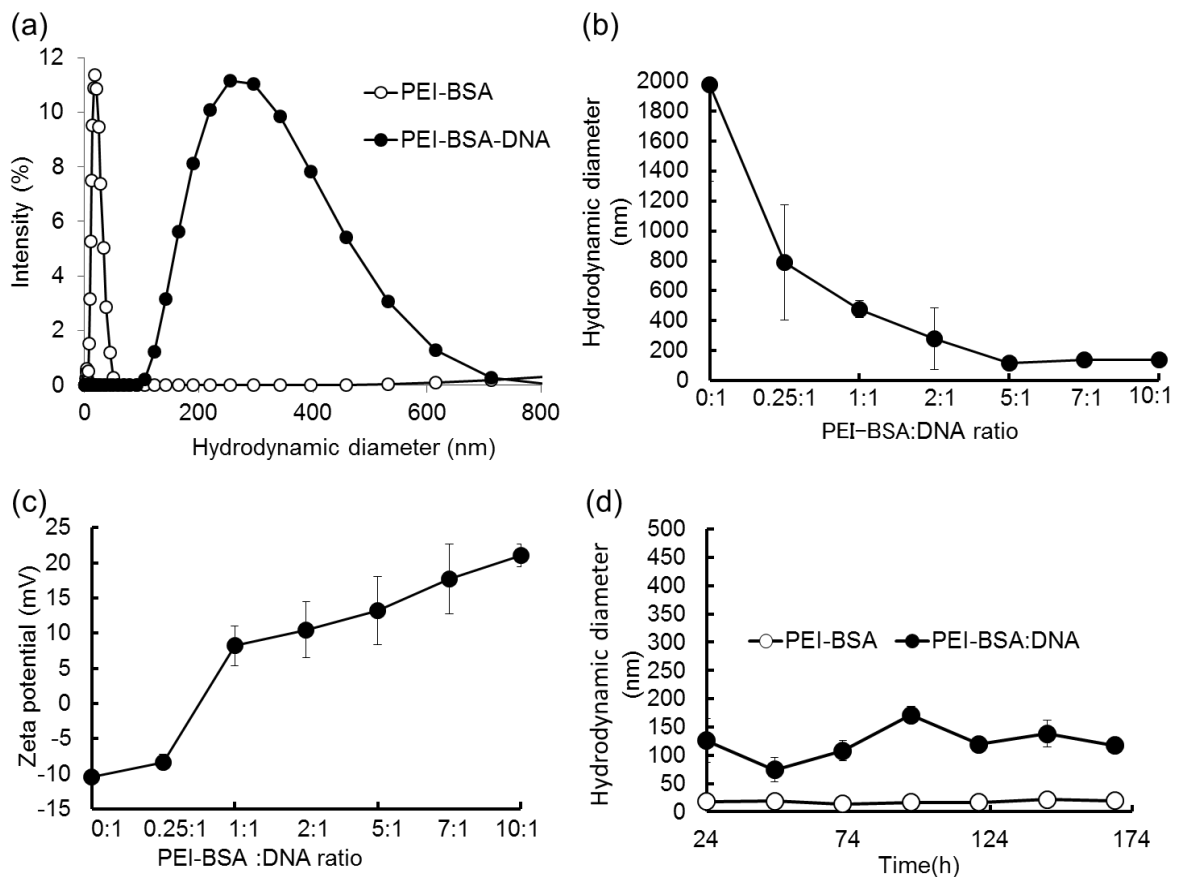 (a)
12
10
8
6
4
2
0
Intensity (%)
PEI-BSA
PEI-BSA-DNA
0 200 400 600 800
Hydrodynamic diameter (nm)
(b)
2000
1800
1600
1400
1200
1000
800
600
400
200
0
Hydrodynamic diameter
(nm)
0:1 0.25:1 1:1 2:1 5:1 7:1 10:1
PEI−BSA:DNA ratio
(c)
25
20
15
10
5
0
-5
-10
-15
Zeta potential (mV)
0:1 0.25:1 1:1 2:1 5:1 7:1 10:1
PEI-BSA :DNA ratio
(d)
500
450
400
350
300
250
200
150
100
50
0
Hydrodynamic diameter
(nm)
PEI-BSA PEI-BSA:DNA
24 74 124 174
Time(h)